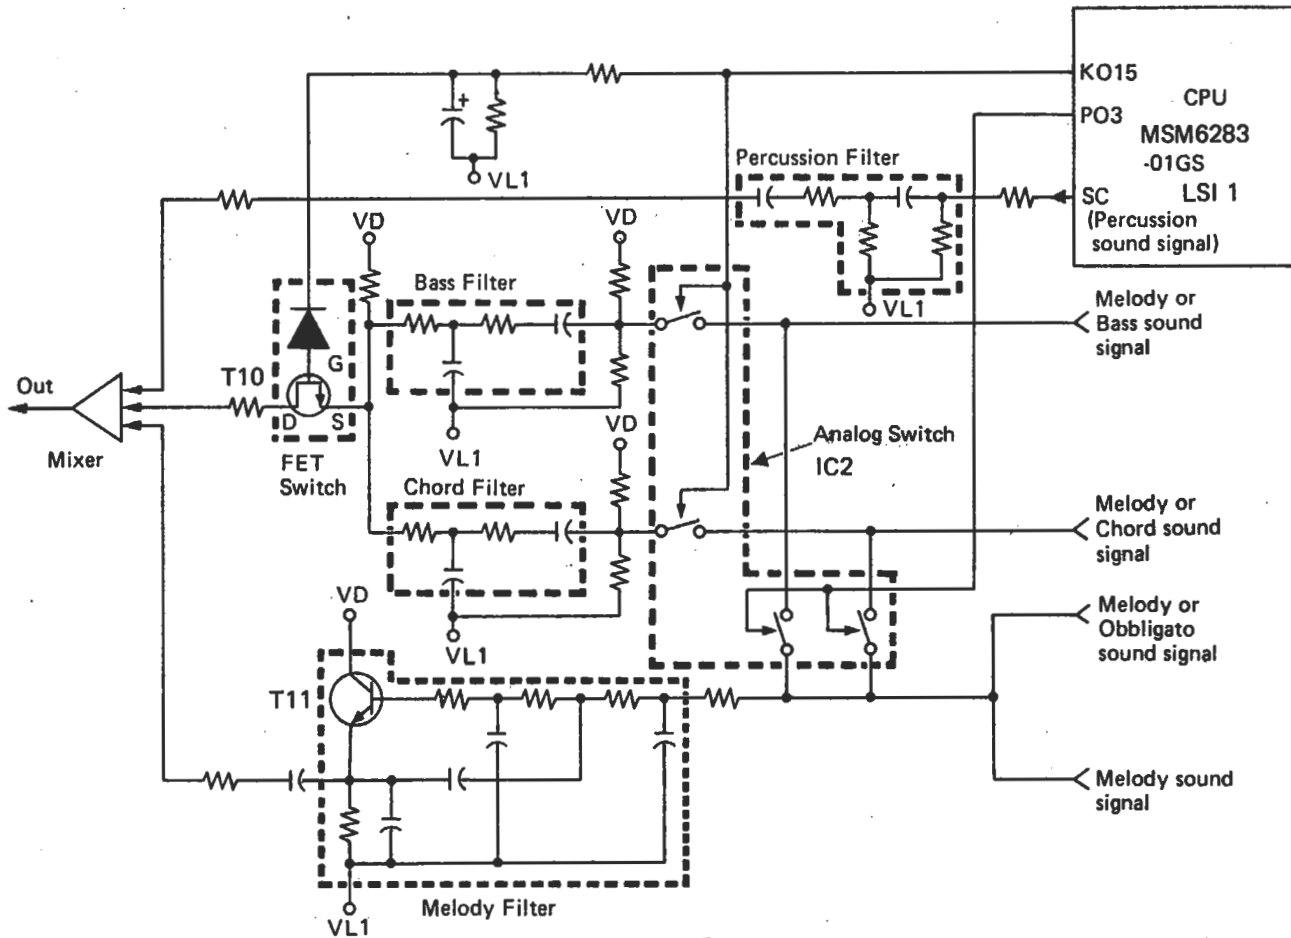 KO15
CPU
PO3
MSM6283
-01GS
LSI 1
SC
(Percussion
sound signal)
+
VL1
Percussion Filter
VL1
VD
VD
Bass Filter
Melody or
Bass sound
signal
G
T10
D
S
Out
Mixer
FET
Switch
VL1
VD
Analog Switch
IC2
Chord Filter
Melody or
Chord sound
signal
VD
VL1
Melody or
Obbligato
sound signal
T11
Melody sound
signal
Melody Filter
VL1